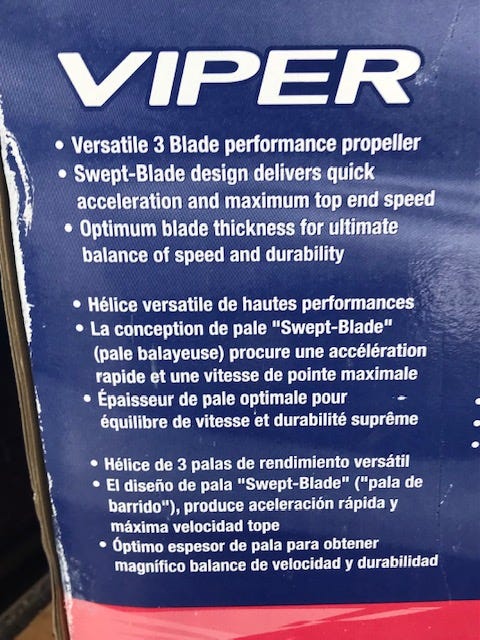 VIPER
• Versatile 3 Blade performance propeller
• Swept-Blade design delivers quick
acceleration and maximum top end speed
• Optimum blade thickness for ultimate
balance of speed and durability
• Hélice versatile de hautes performances
• La conception de pale "Swept-Blade"
(pale balayeuse) procure une accélération
rapide et une vitesse de pointe maximale
• Épaisseur de pale optimale pour
équilibre de vitesse et durabilité suprême
• Hélice de 3 palas de rendimiento versátil
• El diseño de pala "Swept-Blade" ("pala de
barrido"), produce aceleración rápida y
máxima velocidad tope
• Óptimo espesor de pala para obtener
magnífico balance de velocidad y durabilidad